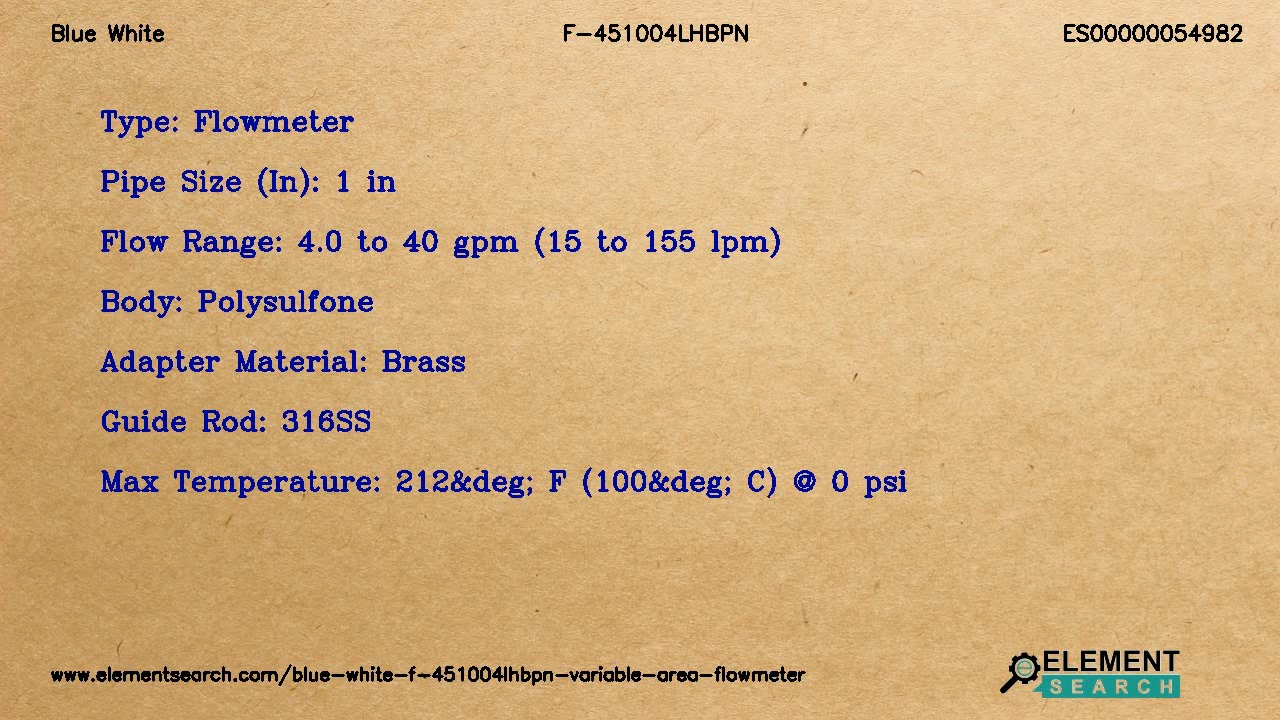 Blue White F-451004LHBPN ES00000054982
Type: Flowmeter
Pipe Size (In): 1 in
Flow Range: 4.0 to 40 gpm (15 to 155 lpm)
Body: Polysulfone
Adapter Material: Brass
Guide Rod: 316SS
Max Temperature: 212&deg; F (100&deg; C) @ 0 psi
www.elementsearch.com/blue-white-f-451004lhbpn-variable-area-flowmeter
ELEMENT
SEARCH